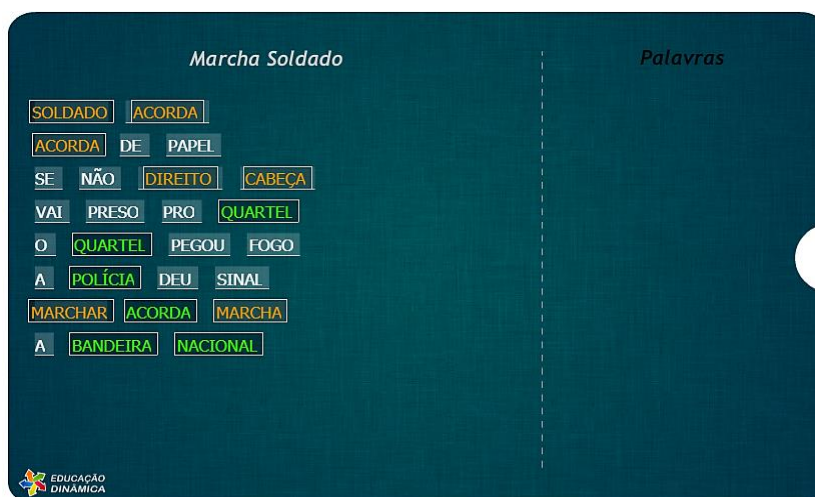 Marcha Soldado
Palavras
SOLDADO ACORDA
ACORDA DE PAPEL
SE NÃO DIREITO CABEÇA
VAI PRESO PRO QUARTEL
O QUARTEL PEGOU FOGO
A POLÍCIA DEU SINAL
MARCHAR ACORDA MARCHA
A BANDEIRA NACIONAL
EDUCAÇÃO
DINÂMICA